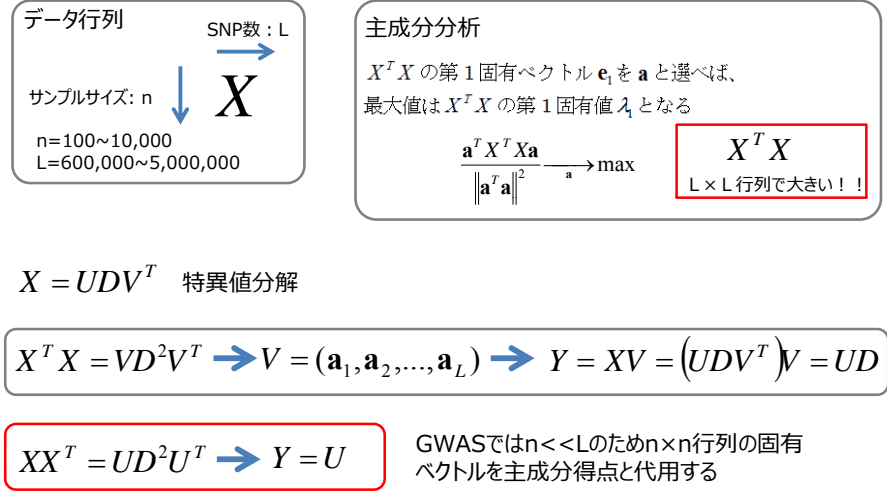 データ行列
SNP数:L
サンプルサイズ: n
X
n=100~10,000
L=600,000~5,000,000
主成分分析
X^T X の第1固有ベクトル e_1 を a と選べば、
最大値は X^T X の第1固有値 λ_1 となる
\frac{a^T X^T X a}{\|a^T a\|^2} \xrightarrow[a]{} max
X^T X
L×L行列で大きい!!
X = UDV^T 特異値分解
X^T X = VD^2V^T → V = (a_1, a_2, ..., a_L) → Y = XV = (UDV^T)V = UD
XX^T = UD^2U^T → Y = U
GWASではn<<Lのためn×n行列の固有
ベクトルを主成分得点と代用する